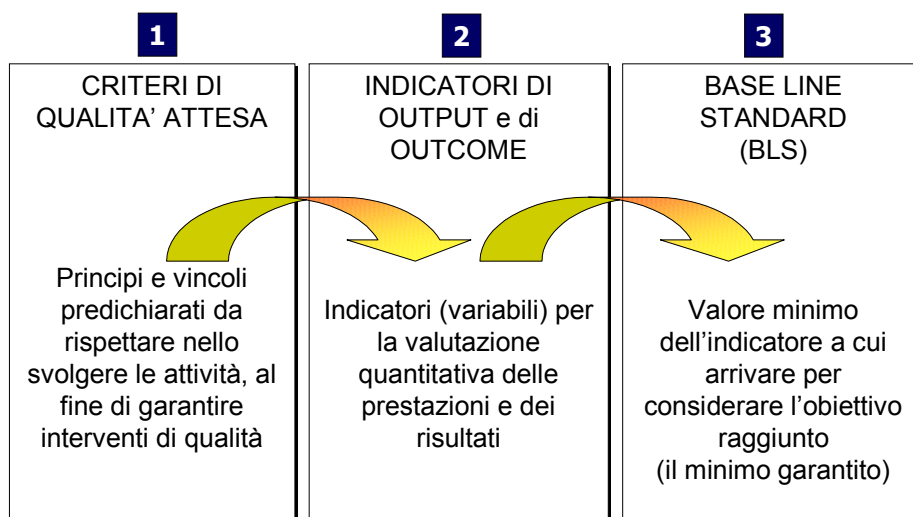 1
CRITERI DI
QUALITA’ ATTESA
Principi e vincoli
predichiarati da
rispettare nello
svolgere le attività, al
fine di garantire
interventi di qualità
2
INDICATORI DI
OUTPUT e di
OUTCOME
Indicatori (variabili) per
la valutazione
quantitativa delle
prestazioni e dei
risultati
3
BASE LINE
STANDARD
(BLS)
Valore minimo
dell’indicatore a cui
arrivare per
considerare l’obiettivo
raggiunto
(il minimo garantito)